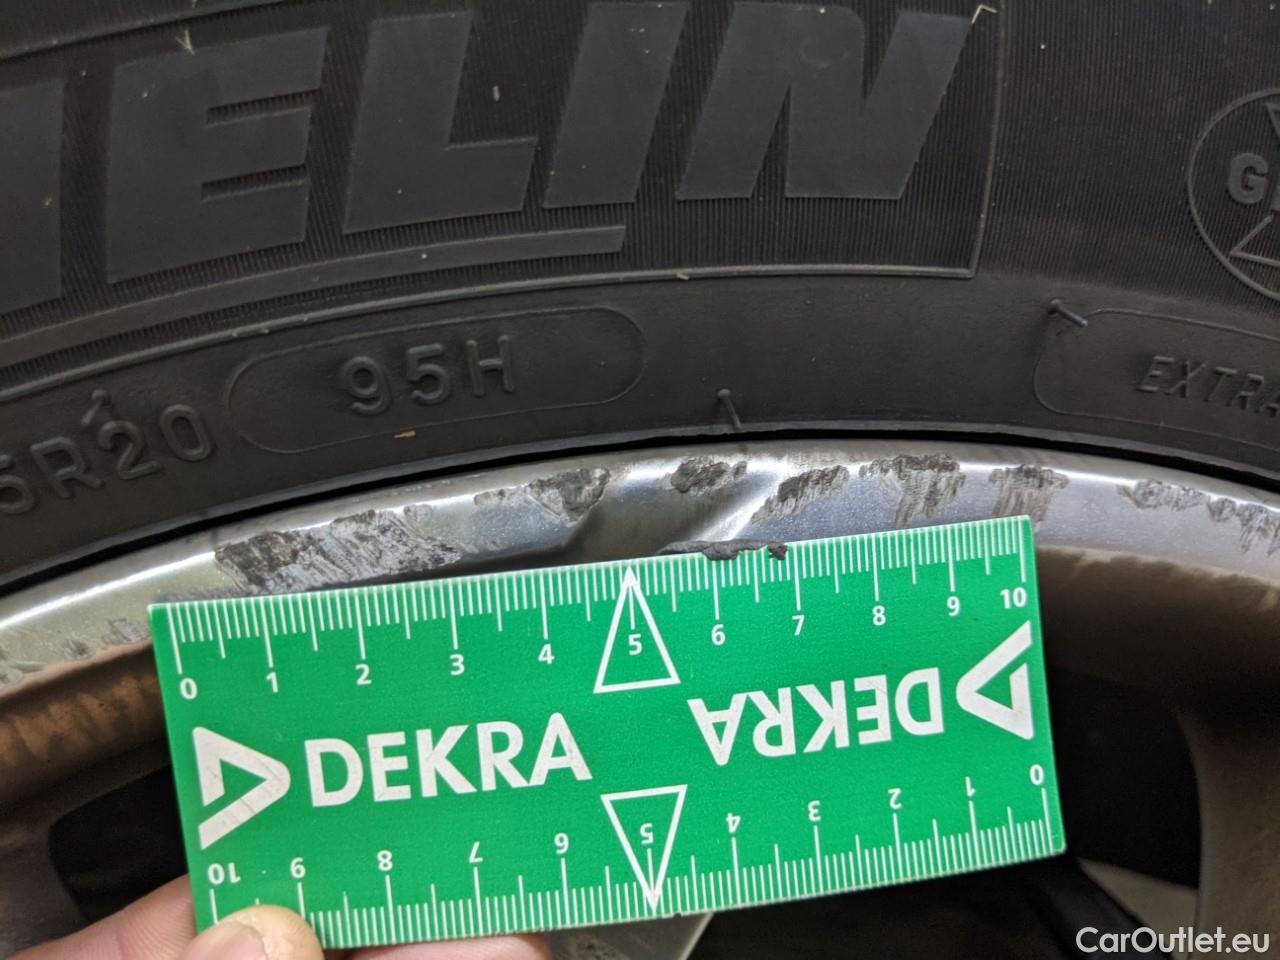 ELIN
5R20 95H
EXTRA
G
0 1 2 3 4 5 6 7 8 9 10
DEKRA
DEKRA
10 9 8 7 6 5 4 3 2 1 0
CarOutlet.eu